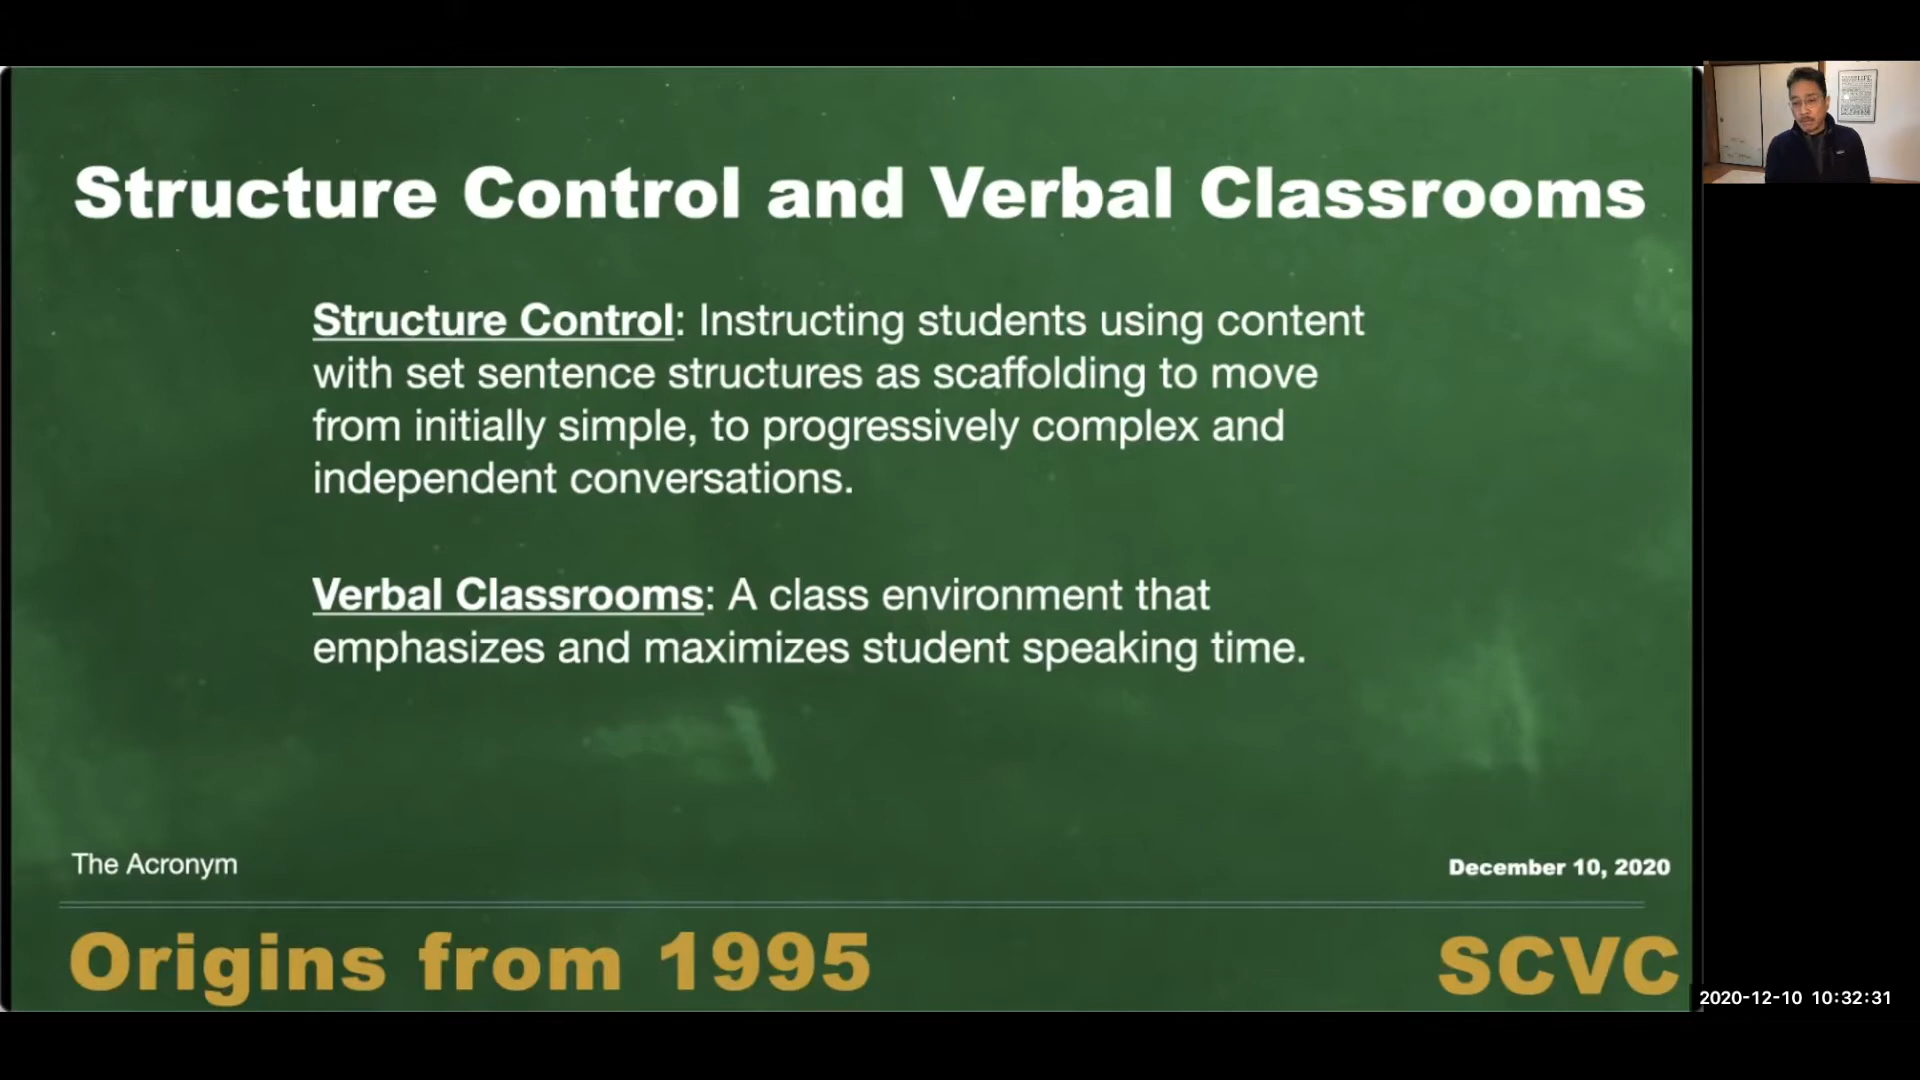 Structure Control and Verbal Classrooms
Structure Control: Instructing students using content
with set sentence structures as scaffolding to move
from initially simple, to progressively complex and
independent conversations.
Verbal Classrooms: A class environment that
emphasizes and maximizes student speaking time.
The Acronym
December 10, 2020
Origins from 1995
SCVC
2020-12-10 10:32:31